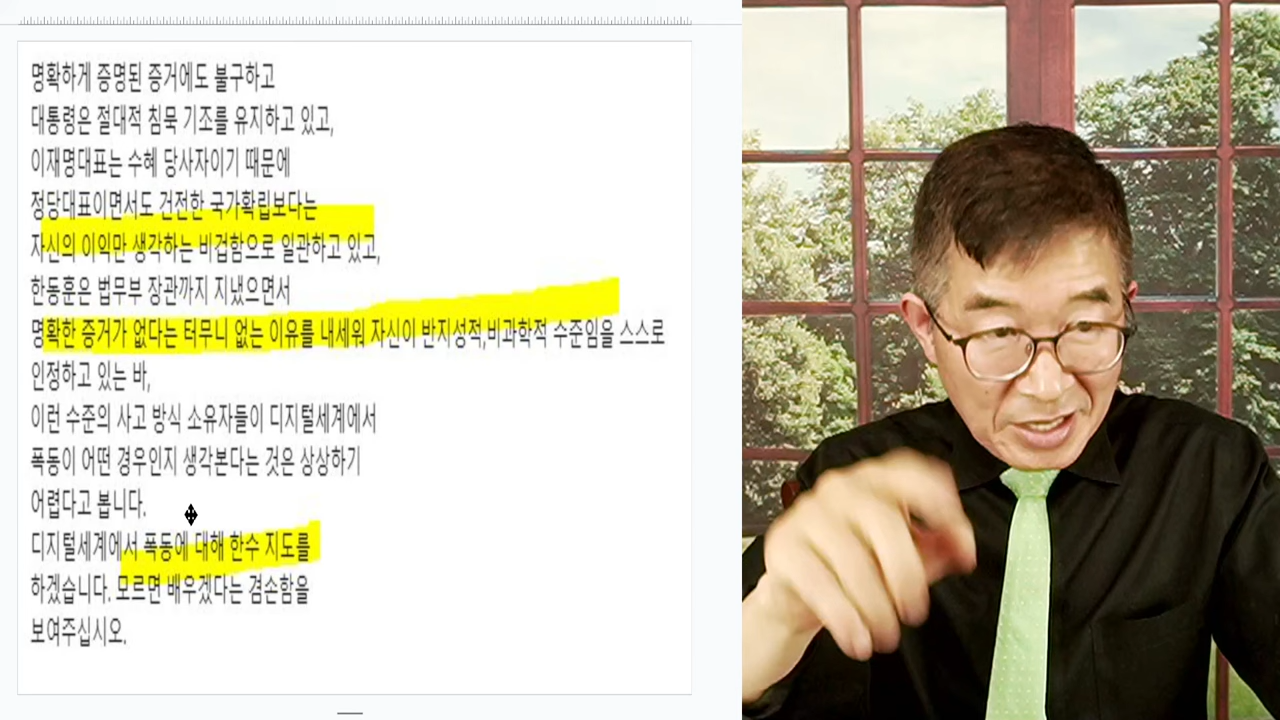 명확하게 증명된 증거에도 불구하고
대통령은 절대적 침묵 기조를 유지하고 있고,
이재명대표는 수혜 당사자이기 때문에
정당대표이면서도 건전한 국가확립보다는
자신의 이익만 생각하는 비겁함으로 일관하고 있고,
한동훈은 법무부 장관까지 지냈으면서
명확한 증거가 없다는 터무니 없는 이유를 내세워 자신이 반지성적,비과학적 수준임을 스스로
인정하고 있는 바,
이런 수준의 사고 방식 소유자들이 디지털세계에서
폭동이 어떤 경우인지 생각본다는 것은 상상하기
어렵다고 봅니다.
디지털세계에서 폭동에 대해 한수 지도를
하겠습니다. 모르면 배우겠다는 겸손함을
보여주십시오.